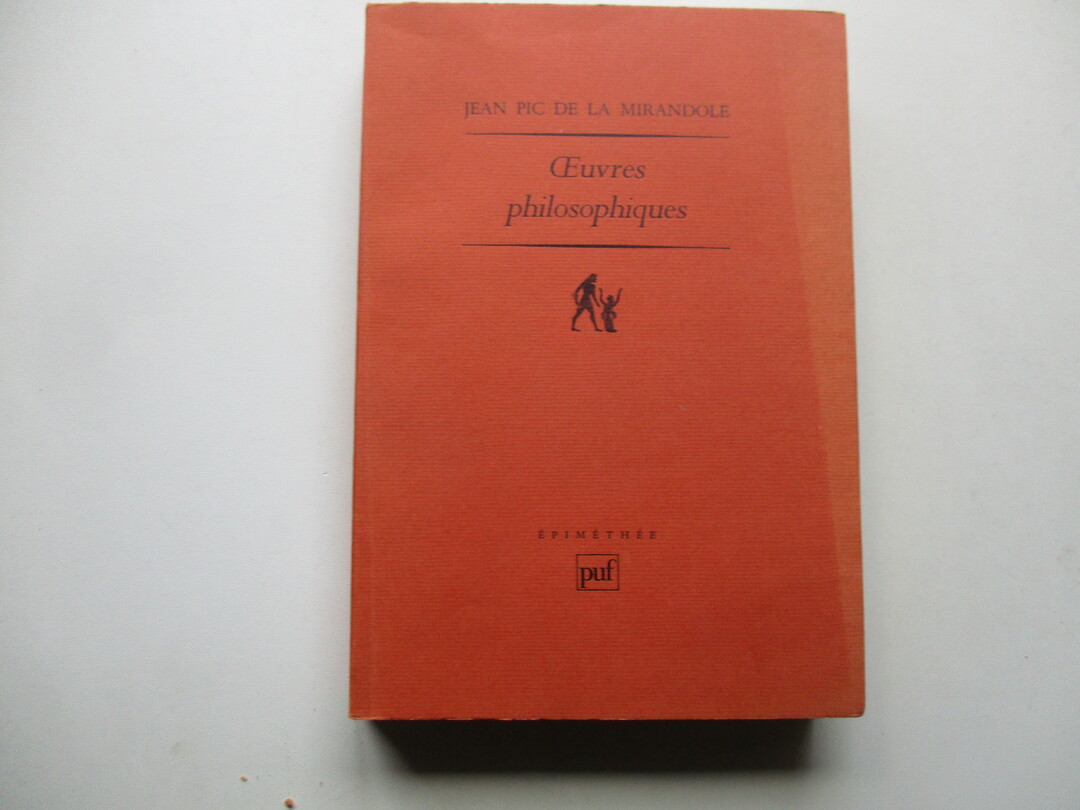 JEAN PIC DE LA MIRANDOLE
Œuvres
philosophiques
ÉPIMÉTHÉE
puf